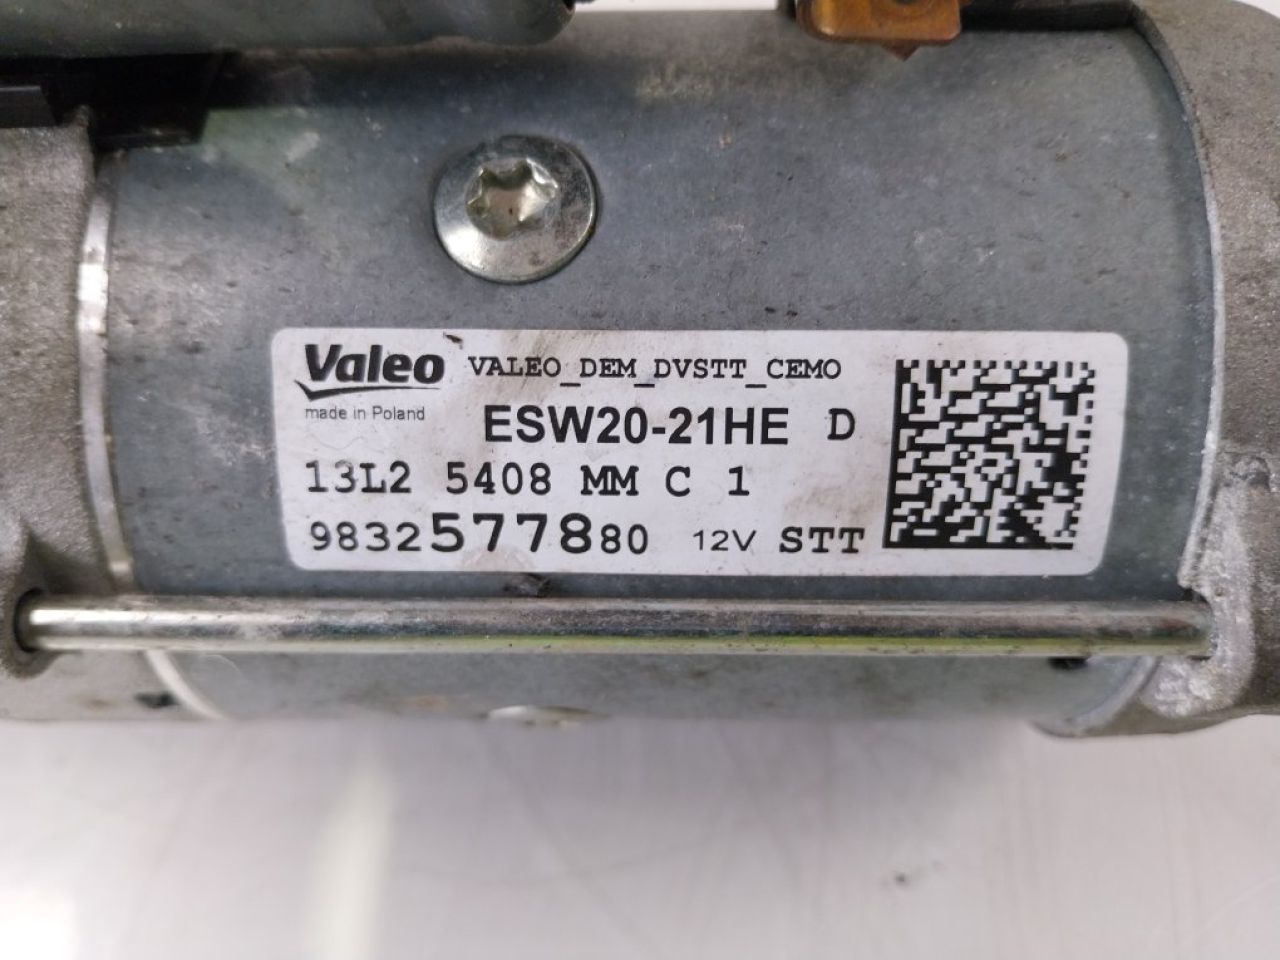 Valeo VALEO_DEM_DVSTT_CEMO
made in Poland
ESW20-21HE D
13L2 5408 MM C 1
9832577880 12V STT